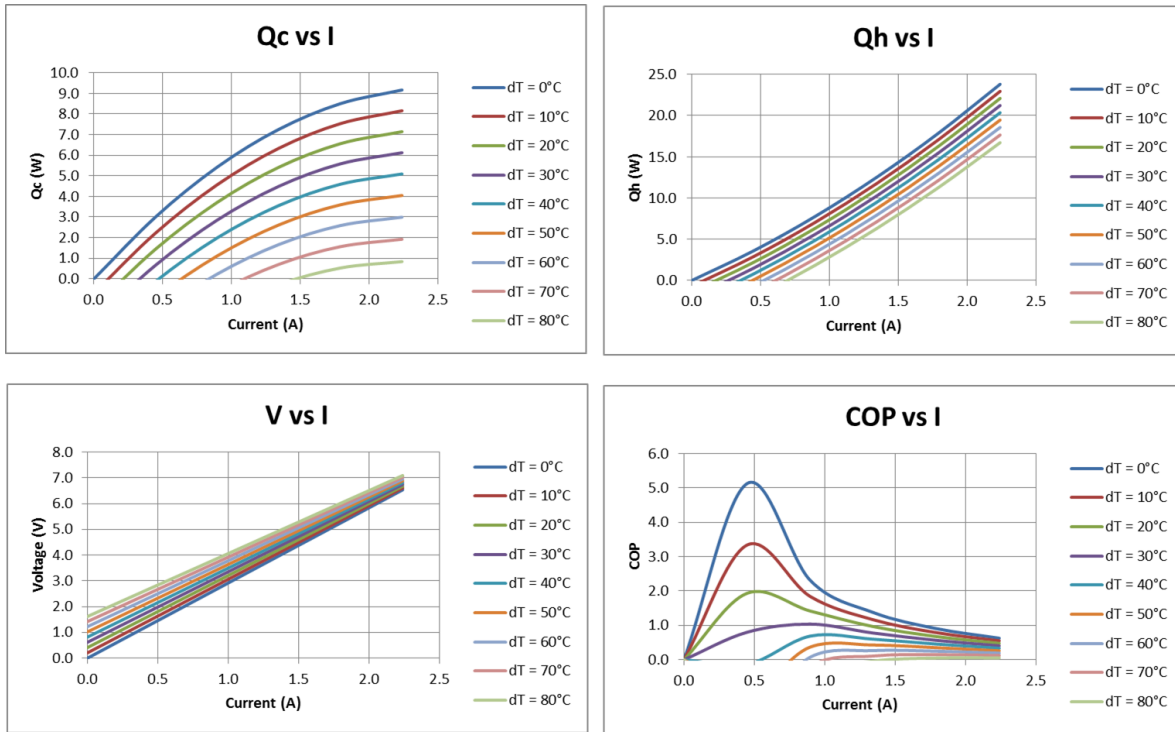 Qc vs I
Qc (W)
10.0
9.0
8.0
7.0
6.0
5.0
4.0
3.0
2.0
1.0
0.0
0.0 0.5 1.0 1.5 2.0 2.5
Current (A)
dT = 0°C
dT = 10°C
dT = 20°C
dT = 30°C
dT = 40°C
dT = 50°C
dT = 60°C
dT = 70°C
dT = 80°C
Qh vs I
Qh (W)
25.0
20.0
15.0
10.0
5.0
0.0
0.0 0.5 1.0 1.5 2.0 2.5
Current (A)
dT = 0°C
dT = 10°C
dT = 20°C
dT = 30°C
dT = 40°C
dT = 50°C
dT = 60°C
dT = 70°C
dT = 80°C
V vs I
Voltage (V)
8.0
7.0
6.0
5.0
4.0
3.0
2.0
1.0
0.0
0.0 0.5 1.0 1.5 2.0 2.5
Current (A)
dT = 0°C
dT = 10°C
dT = 20°C
dT = 30°C
dT = 40°C
dT = 50°C
dT = 60°C
dT = 70°C
dT = 80°C
COP vs I
COP
6.0
5.0
4.0
3.0
2.0
1.0
0.0
0.0 0.5 1.0 1.5 2.0 2.5
Current (A)
dT = 0°C
dT = 10°C
dT = 20°C
dT = 30°C
dT = 40°C
dT = 50°C
dT = 60°C
dT = 70°C
dT = 80°C